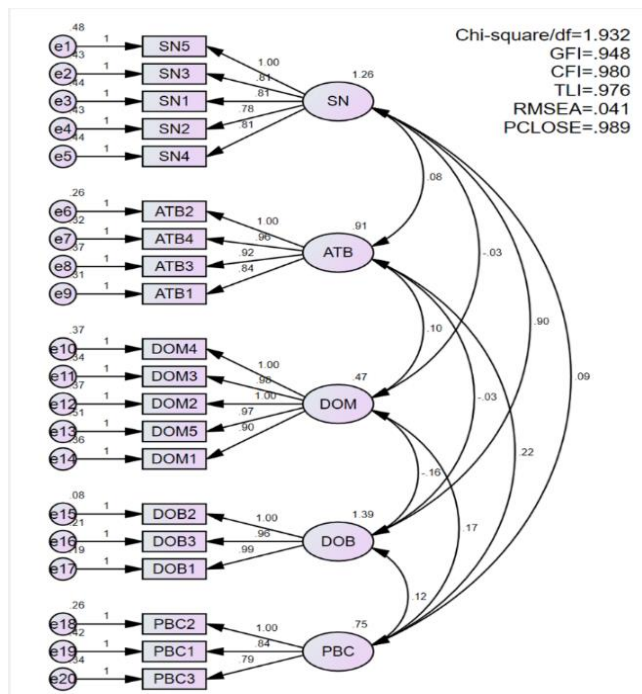 Chi-square/df=1.932
GFI=.948
CFI=.980
TLI=.976
RMSEA=.041
PCLOSE=.989
.48
e1 1 SN5 1.00
.43
e2 1 SN3 .81
.44
e3 1 SN1 .81
.43
e4 1 SN2 .78
.44
e5 1 SN4 .81
1.26
SN
.08
.26
e6 1 ATB2 1.00
.32
e7 1 ATB4 .96
.37
e8 1 ATB3 .92
.31
e9 1 ATB1 .84
.91
ATB
-.03
.10
.90
.09
.37
e10 1 DOM4 1.00
.34
e11 1 DOM3 .98
.37
e12 1 DOM2 1.00
.51
e13 1 DOM5 .97
.36
e14 1 DOM1 .90
.47
DOM
-.03
.22
-.16
.17
.08
e15 1 DOB2 1.00
.21
e16 1 DOB3 .96
.19
e17 1 DOB1 .99
1.39
DOB
.12
.26
e18 1 PBC2 1.00
.42
e19 1 PBC1 .84
.34
e20 1 PBC3 .79
.75
PBC